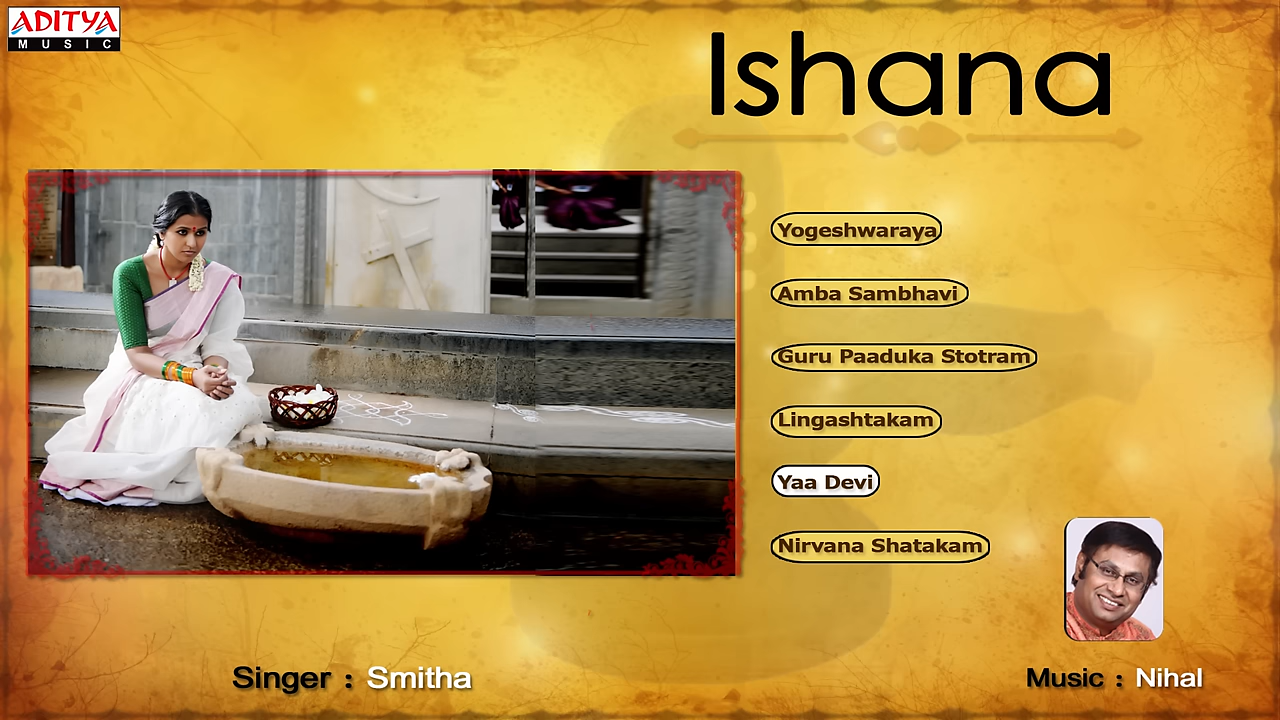 ADITYA
MUSIC
Ishana
Yogeshwaraya
Amba Sambhavi
Guru Paaduka Stotram
Lingashtakam
Yaa Devi
Nirvana Shatakam
Singer : Smitha
Music : Nihal